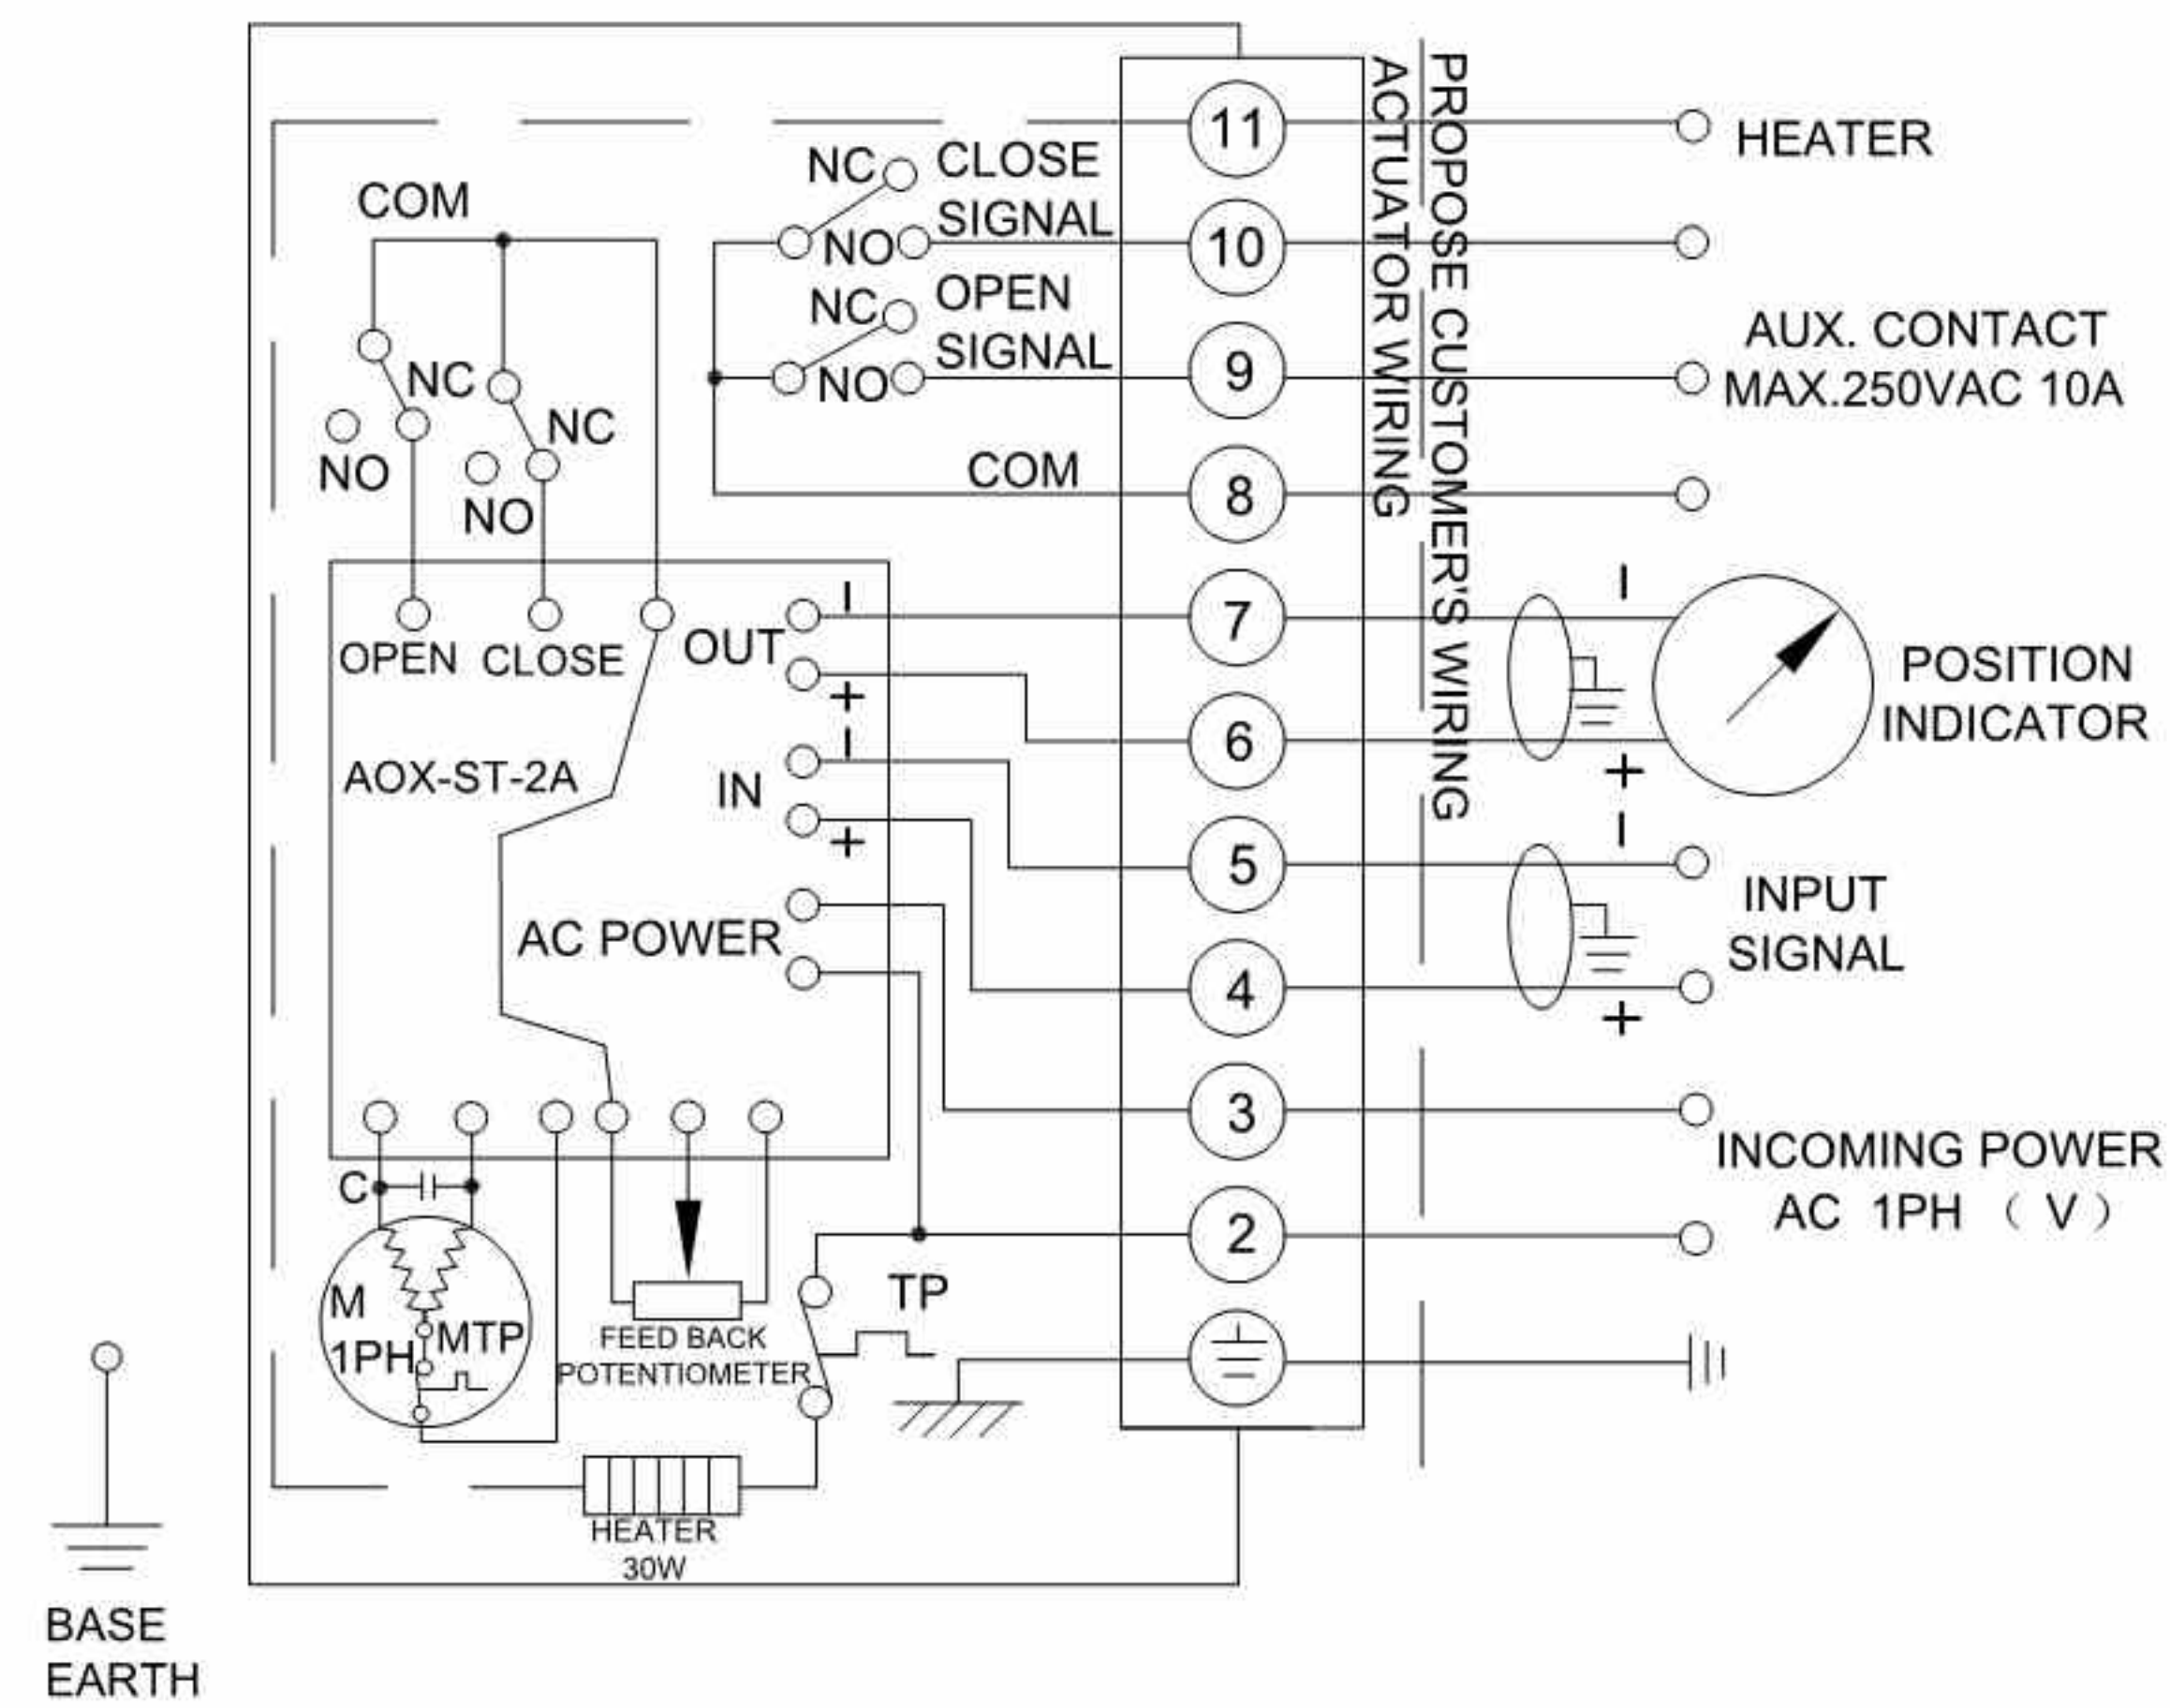 11
HEATER
NC
CLOSE
SIGNAL
COM
NO
10
NC
OPEN
SIGNAL
NO
9
AUX. CONTACT
MAX.250VAC 10A
NC
NO
NC
NO
COM
8
ACTUATOR WIRING
PROPOSE CUSTOMER'S WIRING
OPEN
CLOSE
OUT
−
+
7
−
6
+
POSITION
INDICATOR
AOX-ST-2A
IN
−
+
5
−
4
+
INPUT
SIGNAL
AC POWER
3
2
INCOMING POWER
AC 1PH （ V ）
C
M
1PH
MTP
FEED BACK
POTENTIOMETER
TP
HEATER
30W
BASE
EARTH